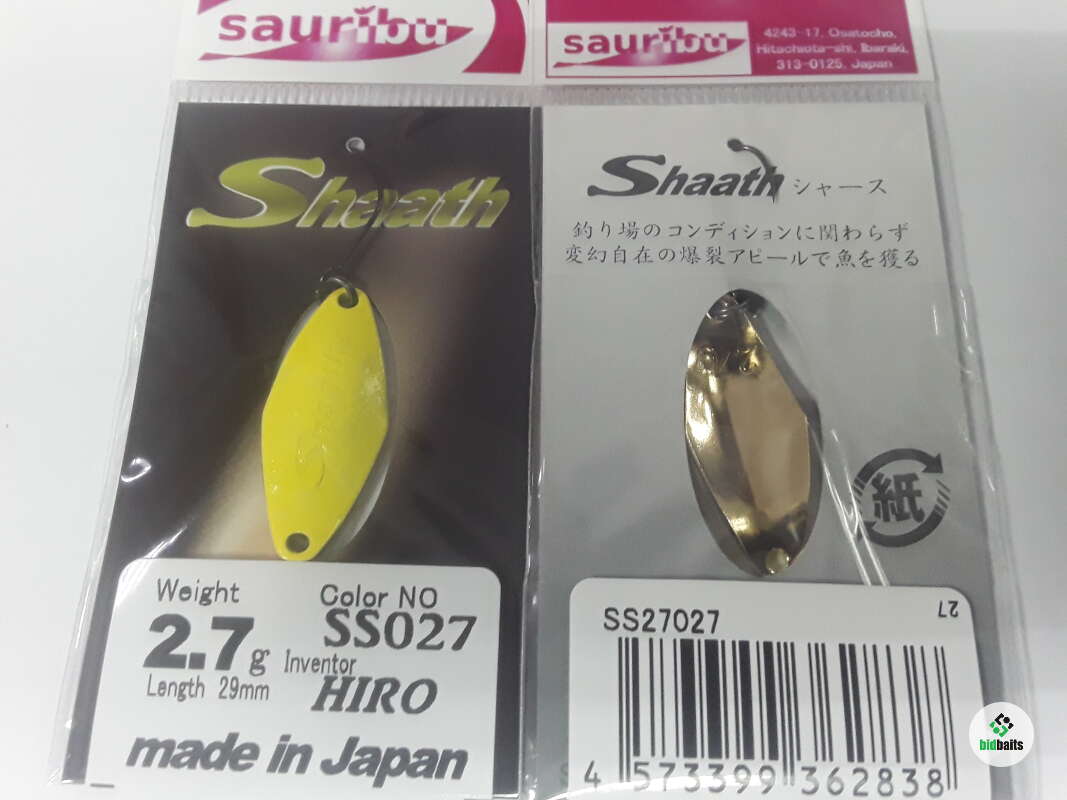 sauribu
Shaath
Shaath
Weight
2.7g
Length 29mm
Color NO
SS027
Inventor
HIRO
made in Japan
sauribu
4243-17, Osatocho,
Hitachiota-shi, Ibaraki,
313-0125, Japan
Shaath シャース
釣り場のコンディションに関わらず
変幻自在の爆裂アピールで魚を獲る
紙
SS27027
27
4 573399 362838
bidbaits